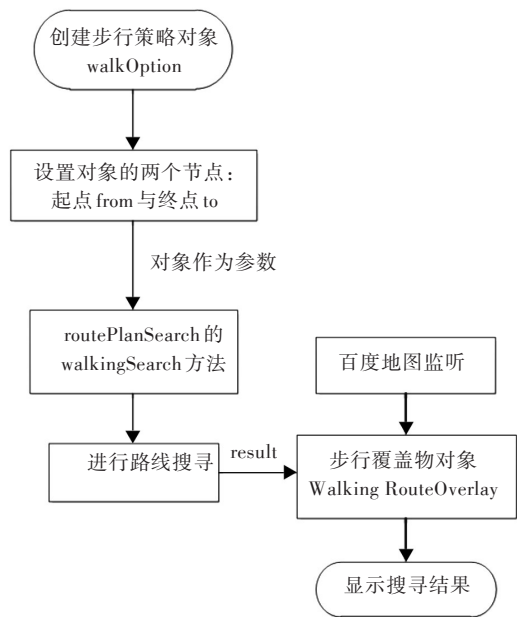 创建步行策略对象
walkOption
设置对象的两个节点：
起点from与终点to
对象作为参数
routePlanSearch的
walkingSearch方法
百度地图监听
进行路线搜寻
result
步行覆盖物对象
Walking RouteOverlay
显示搜寻结果